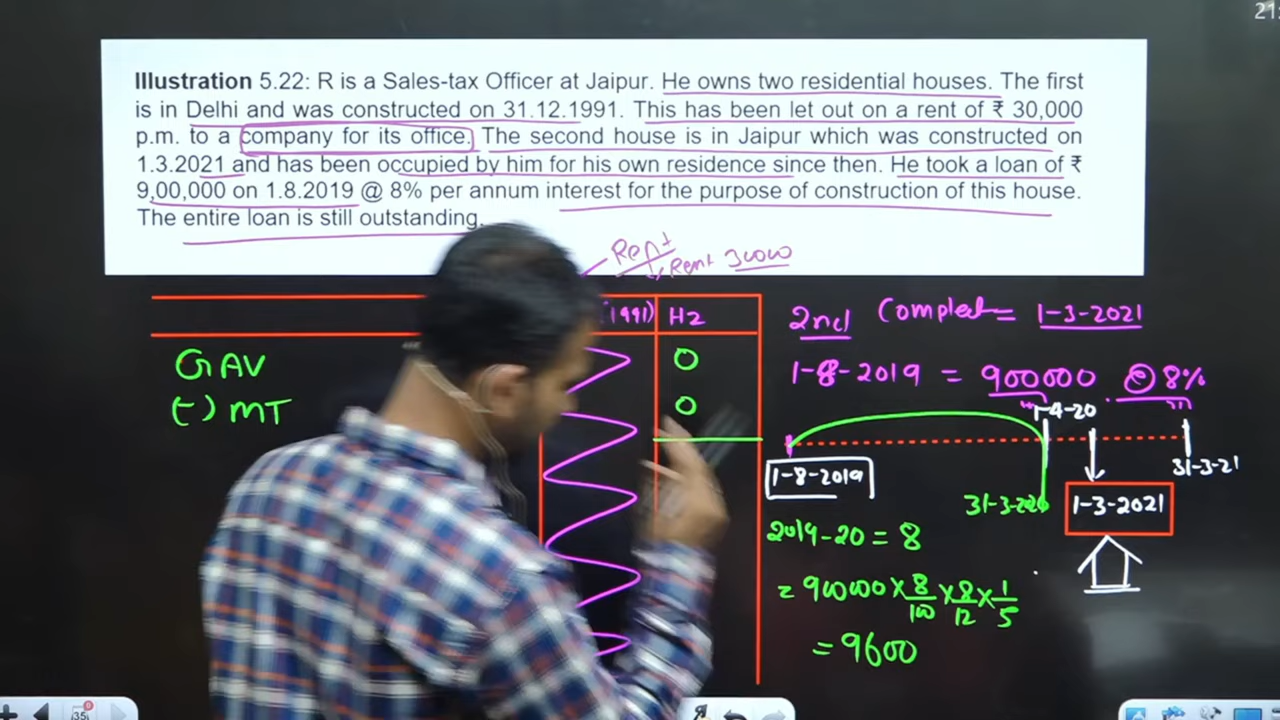 21:
Illustration 5.22: R is a Sales-tax Officer at Jaipur. He owns two residential houses. The first
is in Delhi and was constructed on 31.12.1991. This has been let out on a rent of ₹ 30,000
p.m. to a company for its office. The second house is in Jaipur which was constructed on
1.3.2021 and has been occupied by him for his own residence since then. He took a loan of ₹
9,00,000 on 1.8.2019 @ 8% per annum interest for the purpose of construction of this house.
The entire loan is still outstanding.
Rent
Rent 30000
(1991) H2
GAV 0
(-) MT 0
2nd Complet = 1-3-2021
1-8-2019 = 900000 @ 8%
1-4-20
1-8-2019
31-3-21
31-3-2020
1-3-2021
2019-20 = 8
= 900000 × 8/100 × 8/12 × 1/5
= 9600
35